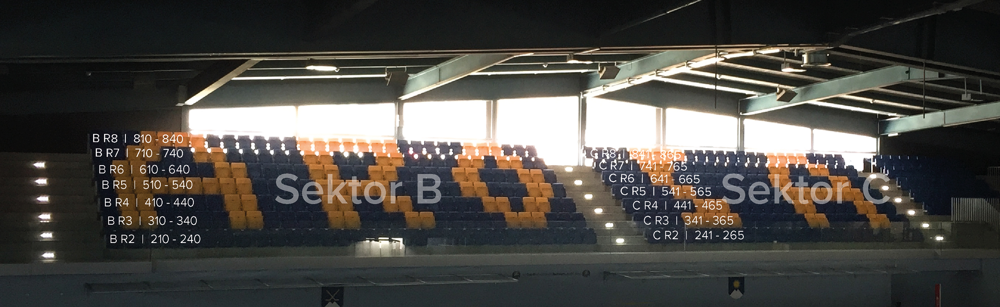 B R8 | 810 - 840
B R7 | 710 - 740
B R6 | 610 - 640
B R5 | 510 - 540
B R4 | 410 - 440
B R3 | 310 - 340
B R2 | 210 - 240
Sektor B
C R8 | 841 - 865
C R7 | 741 - 765
C R6 | 641 - 665
C R5 | 541 - 565
C R4 | 441 - 465
C R3 | 341 - 365
C R2 | 241 - 265
Sektor C